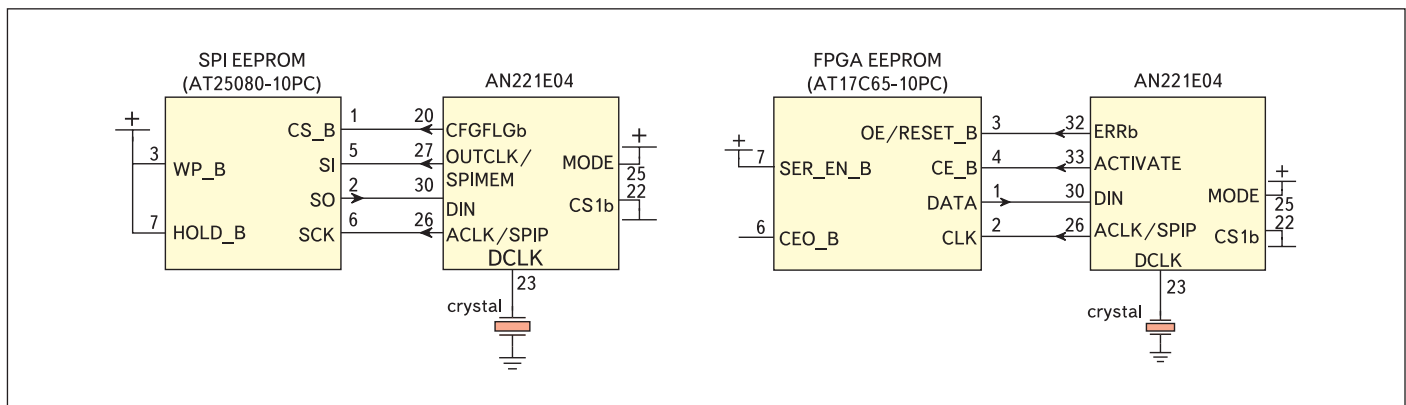 SPI EEPROM
(AT25080-10PC)
AN221E04
+
3
WP_B
7
HOLD_B
CS_B
1
20
CFGFLGb
SI
5
27
OUTCLK/
SPIMEM
SO
2
30
DIN
SCK
6
26
ACLK/SPIP
DCLK
MODE
+
25
22
CS1b
23
crystal
FPGA EEPROM
(AT17C65-10PC)
AN221E04
+
7
SER_EN_B
6
CEO_B
OE/RESET_B
3
32
ERRb
CE_B
4
33
ACTIVATE
DATA
1
30
DIN
CLK
2
26
ACLK/SPIP
DCLK
MODE
+
25
22
CS1b
23
crystal